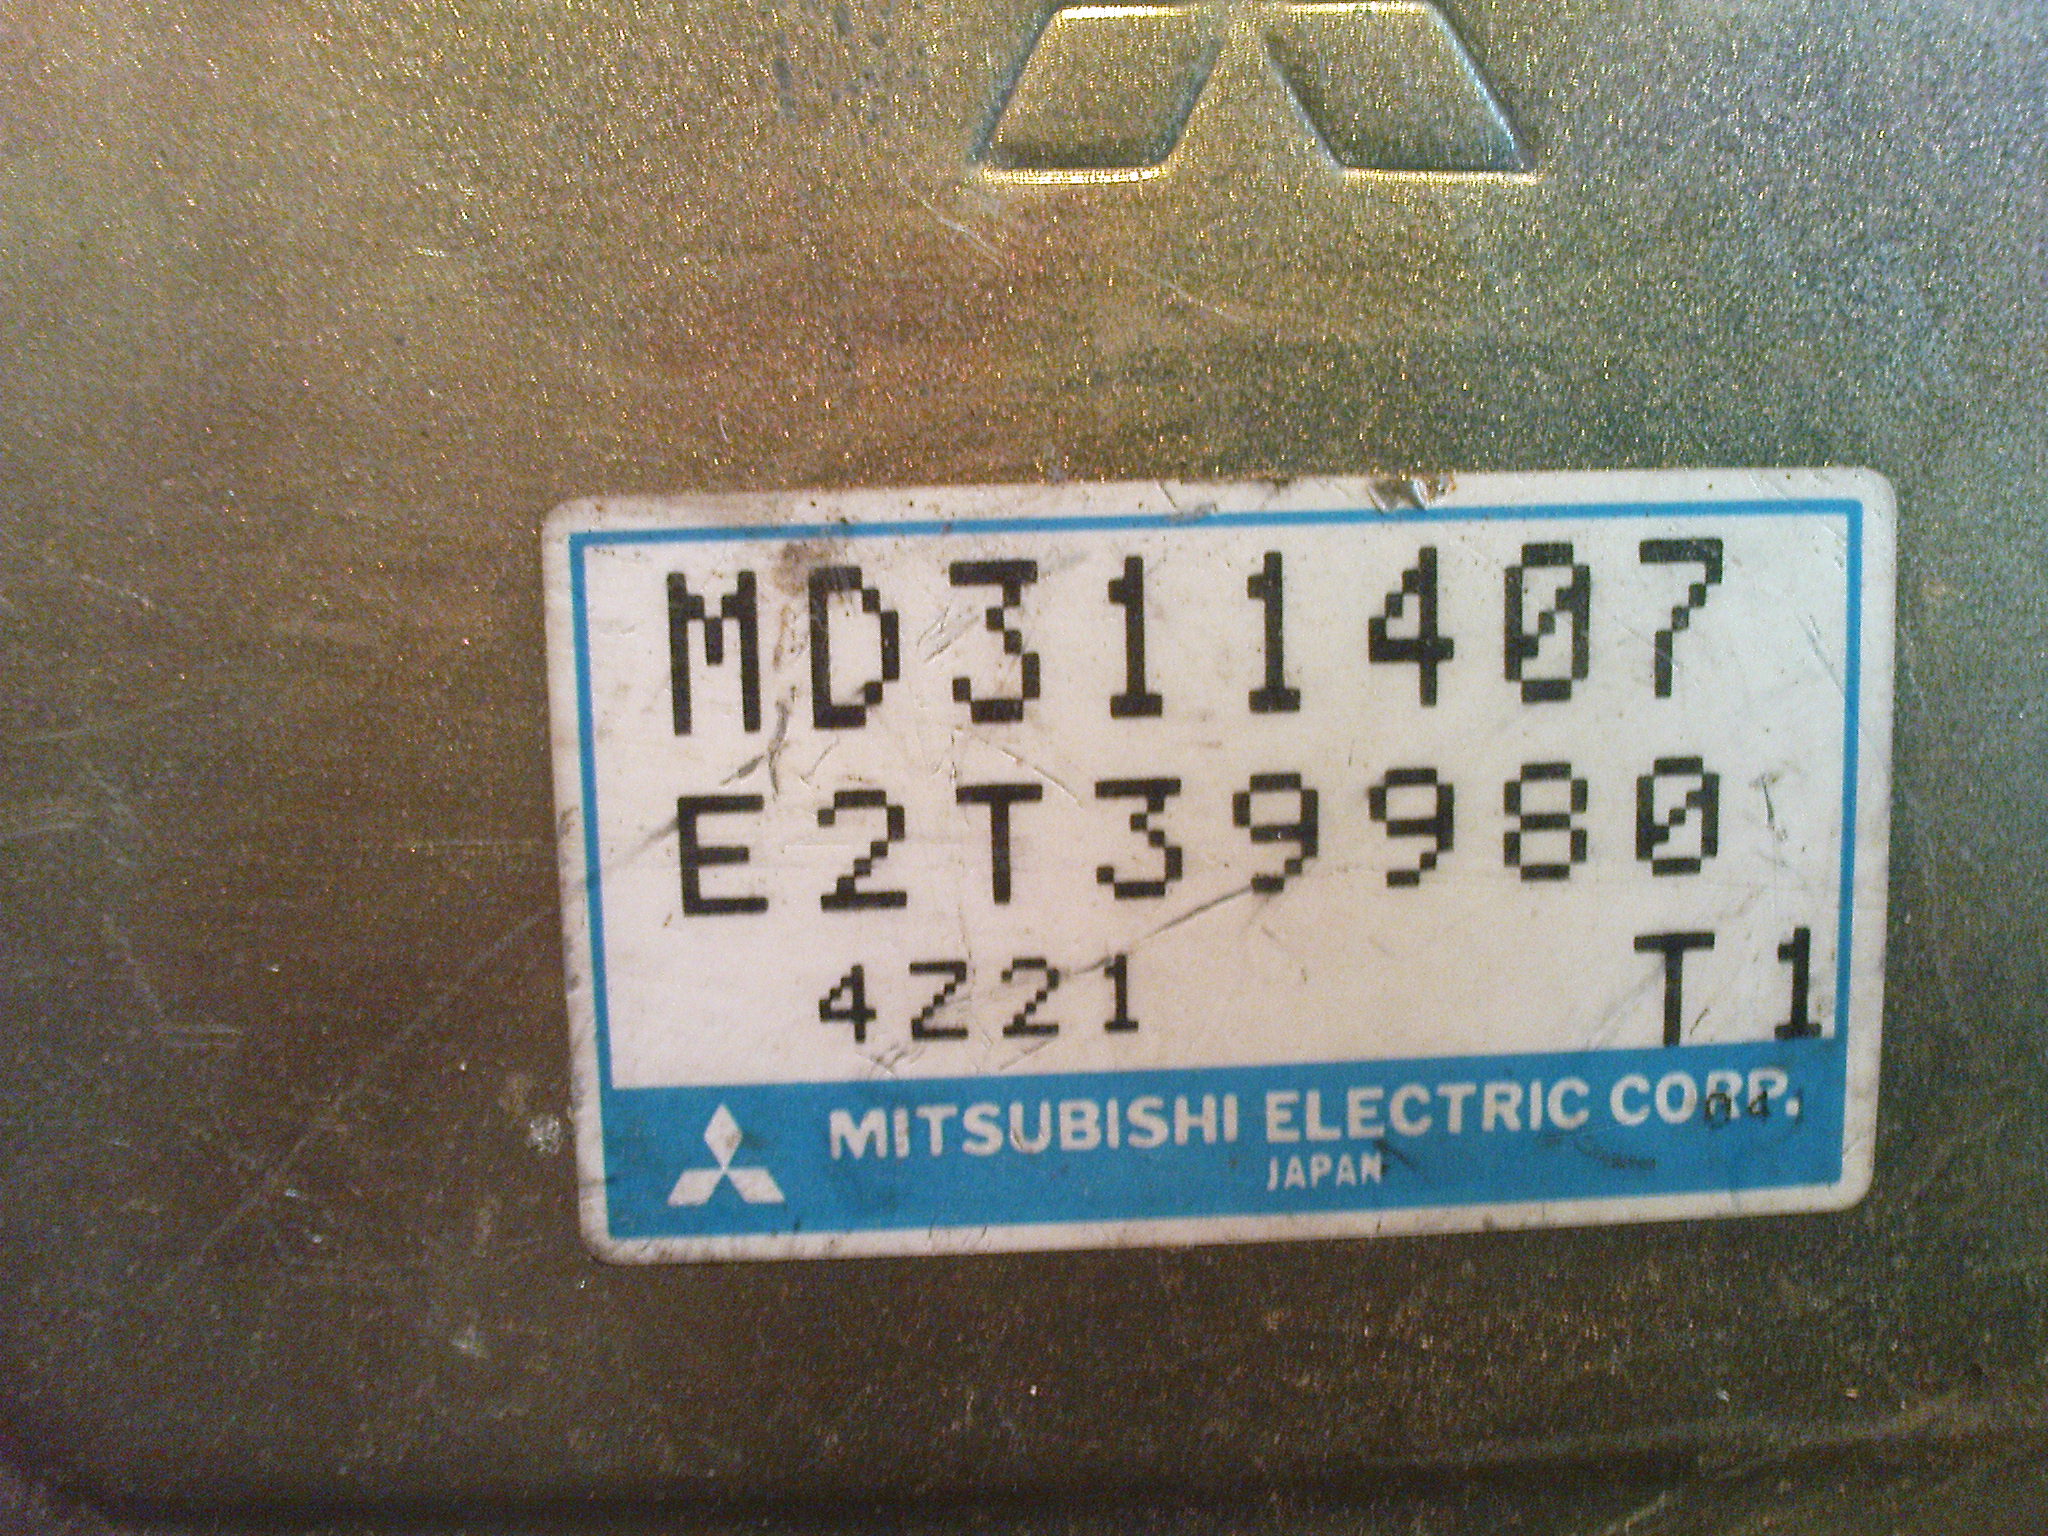 MD311407
E2T39980
4Z21 T1
MITSUBISHI ELECTRIC CORP.
JAPAN